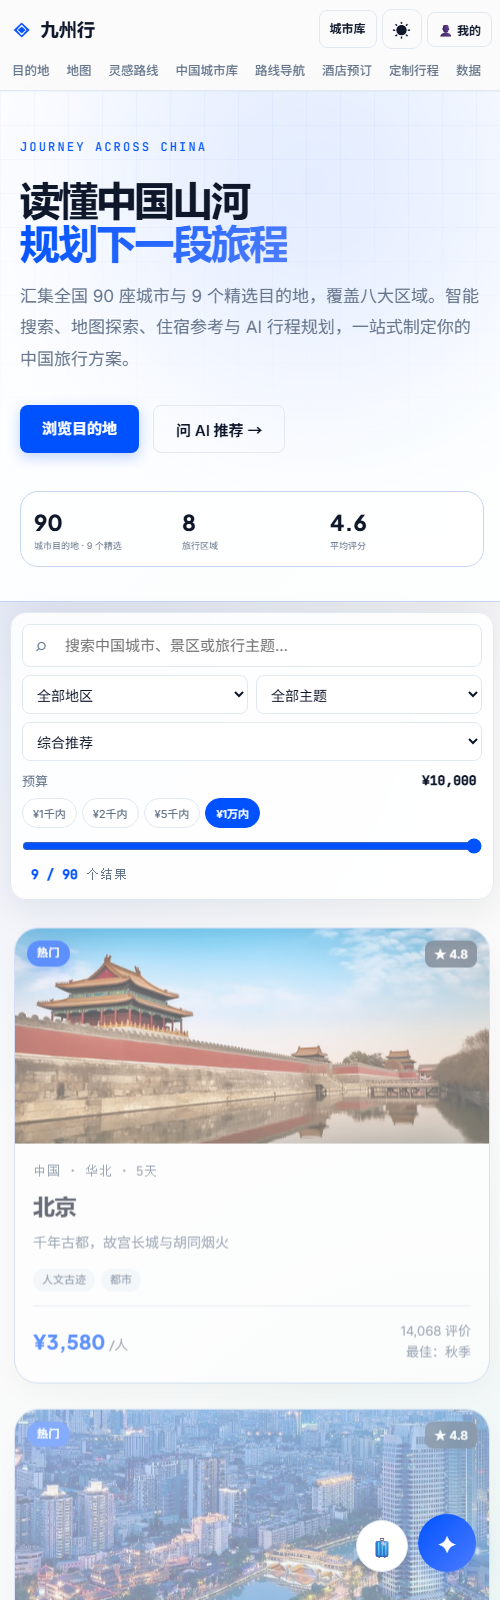 九州行
城市库
我的
目的地 地图 灵感路线 中国城市库 路线导航 酒店预订 定制行程 数据
JOURNEY ACROSS CHINA
读懂中国山河
规划下一段旅程
汇集全国 90 座城市与 9 个精选目的地，覆盖八大区域。智能
搜索、地图探索、住宿参考与 AI 行程规划，一站式制定你的
中国旅行方案。
浏览目的地
问 AI 推荐 →
90
城市目的地 · 9 个精选
8
旅行区域
4.6
平均评分
搜索中国城市、景区或旅行主题...
全部地区
全部主题
综合推荐
预算
¥10,000
¥1千内
¥2千内
¥5千内
¥1万内
9 / 90 个结果
热门
★ 4.8
中国 · 华北 · 5天
北京
千年古都，故宫长城与胡同烟火
人文古迹
都市
¥3,580 /人
14,068 评价
最佳：秋季
热门
★ 4.8